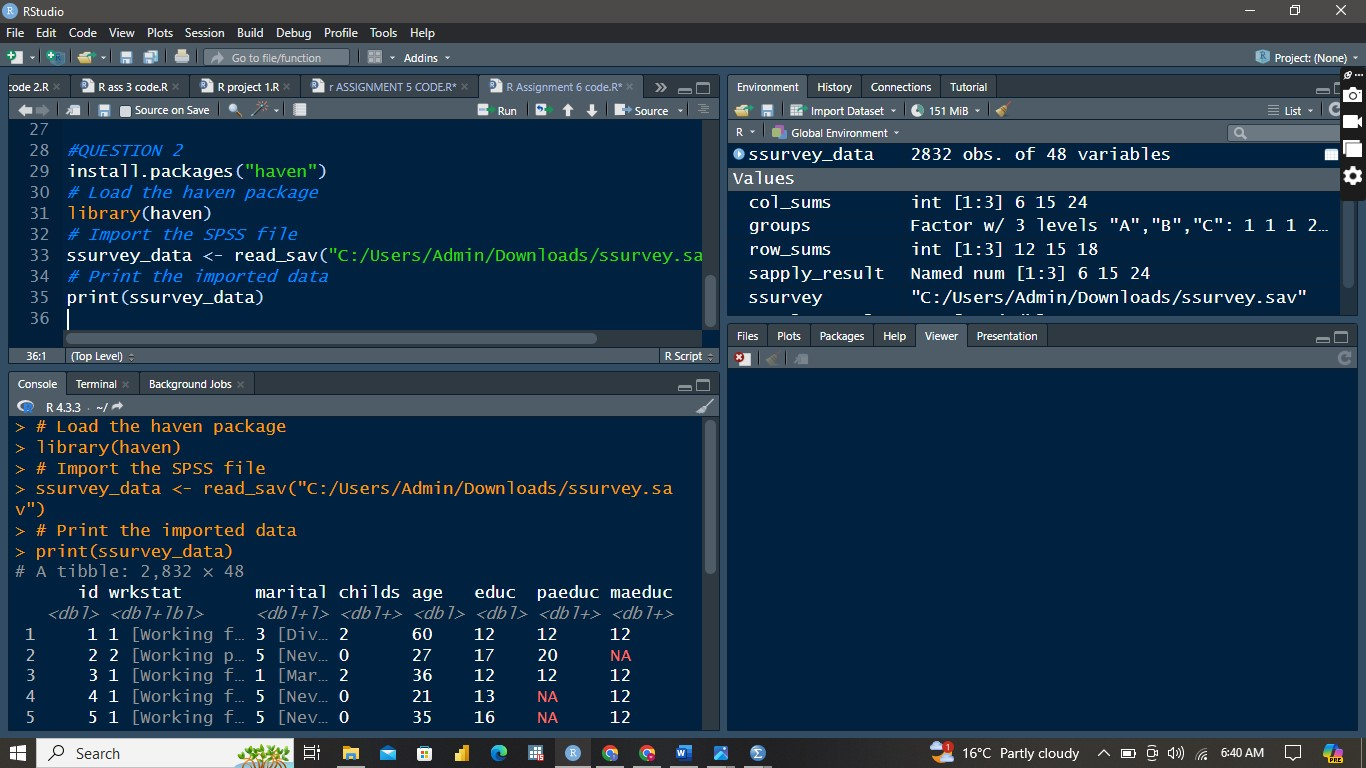 RStudio
File Edit Code View Plots Session Build Debug Profile Tools Help
Go to file/function Addins Project: (None)
code 2.R R ass 3 code.R R project 1.R r ASSIGNMENT 5 CODE.R* R Assignment 6 code.R*
Source on Save Run Source
27
28 #QUESTION 2
29 install.packages("haven")
30 # Load the haven package
31 library(haven)
32 # Import the SPSS file
33 ssurvey_data <- read_sav("C:/Users/Admin/Downloads/ssurvey.sa
34 # Print the imported data
35 print(ssurvey_data)
36
36:1 (Top Level) R Script
Console Terminal Background Jobs
R 4.3.3 · ~/
> # Load the haven package
> library(haven)
> # Import the SPSS file
> ssurvey_data <- read_sav("C:/Users/Admin/Downloads/ssurvey.sa
v")
> # Print the imported data
> print(ssurvey_data)
# A tibble: 2,832 × 48
id wrkstat marital childs age educ paeduc maeduc
<dbl> <dbl+lbl> <dbl+l> <dbl+> <dbl> <dbl> <dbl+> <dbl+>
1 1 1 [Working f… 3 [Div… 2 60 12 12 12
2 2 2 [Working p… 5 [Nev… 0 27 17 20 NA
3 3 1 [Working f… 1 [Mar… 2 36 12 12 12
4 4 1 [Working f… 5 [Nev… 0 21 13 NA 12
5 5 1 [Working f… 5 [Nev… 0 35 16 NA 12
Environment History Connections Tutorial
Import Dataset 151 MiB List
R Global Environment
ssurvey_data 2832 obs. of 48 variables
Values
col_sums int [1:3] 6 15 24
groups Factor w/ 3 levels "A","B","C": 1 1 1 2…
row_sums int [1:3] 12 15 18
sapply_result Named num [1:3] 6 15 24
ssurvey "C:/Users/Admin/Downloads/ssurvey.sav"
Files Plots Packages Help Viewer Presentation
Search 1 16°C Partly cloudy 6:40 AM PRE